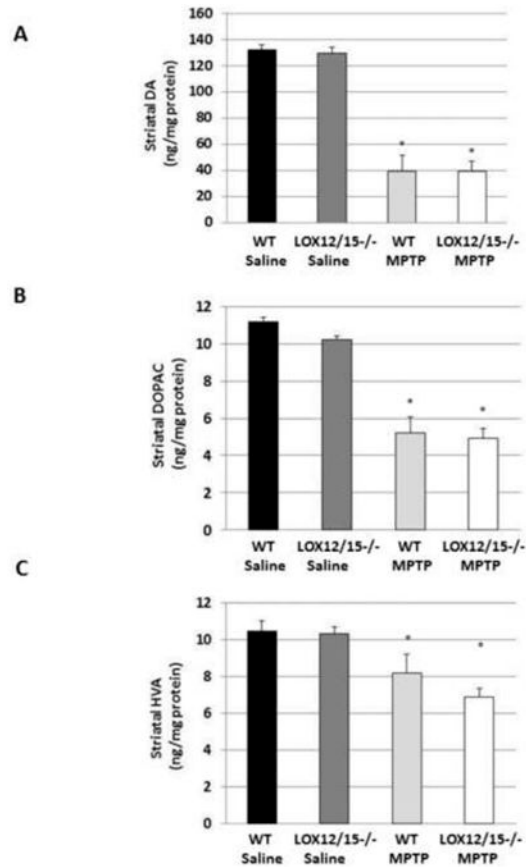 A
Striatal DA
(ng/mg protein)
160
140
120
100
80
60
40
20
0
*
*
WT
Saline
LOX12/15-/-
Saline
WT
MPTP
LOX12/15-/-
MPTP
B
Striatal DOPAC
(ng/mg protein)
12
10
8
6
4
2
0
*
*
WT
Saline
LOX12/15-/-
Saline
WT
MPTP
LOX12/15-/-
MPTP
C
Striatal HVA
(ng/mg protein)
12
10
8
6
4
2
0
*
*
WT
Saline
LOX12/15-/-
Saline
WT
MPTP
LOX12/15-/-
MPTP